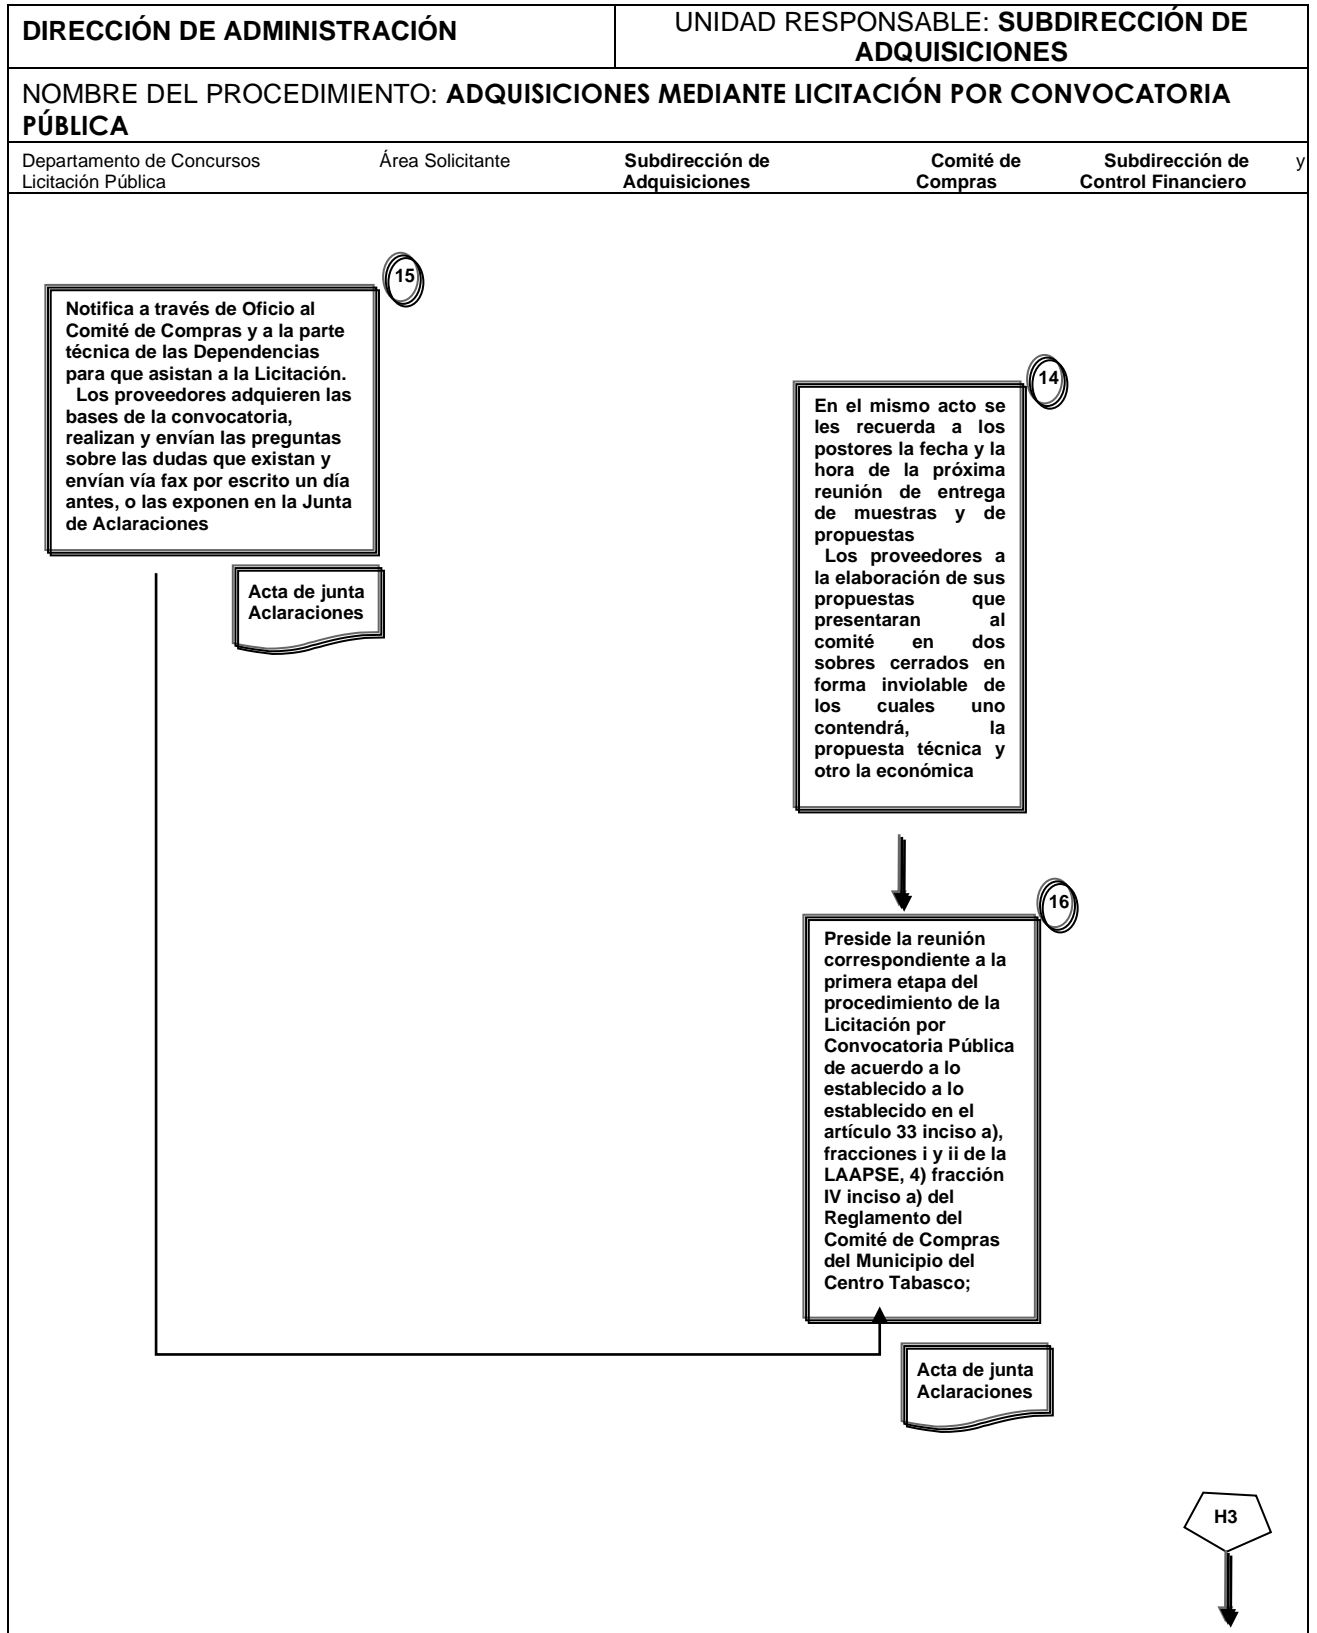 DIRECCIÓN DE ADMINISTRACIÓN
UNIDAD RESPONSABLE: SUBDIRECCIÓN DE
ADQUISICIONES
NOMBRE DEL PROCEDIMIENTO: ADQUISICIONES MEDIANTE LICITACIÓN POR CONVOCATORIA
PÚBLICA
Departamento de Concursos Área Solicitante Subdirección de Comité de Subdirección de y
Licitación Pública Adquisiciones Compras Control Financiero
15
Notifica a través de Oficio al
Comité de Compras y a la parte
técnica de las Dependencias
para que asistan a la Licitación.
Los proveedores adquieren las
bases de la convocatoria,
realizan y envían las preguntas
sobre las dudas que existan y
envían vía fax por escrito un día
antes, o las exponen en la Junta
de Aclaraciones
Acta de junta
Aclaraciones
14
En el mismo acto se
les recuerda a los
postores la fecha y la
hora de la próxima
reunión de entrega
de muestras y de
propuestas
Los proveedores a
la elaboración de sus
propuestas que
presentaran al
comité en dos
sobres cerrados en
forma inviolable de
los cuales uno
contendrá, la
propuesta técnica y
otro la económica
16
Preside la reunión
correspondiente a la
primera etapa del
procedimiento de la
Licitación por
Convocatoria Pública
de acuerdo a lo
establecido a lo
establecido en el
artículo 33 inciso a),
fracciones i y ii de la
LAAPSE, 4) fracción
IV inciso a) del
Reglamento del
Comité de Compras
del Municipio del
Centro Tabasco;
Acta de junta
Aclaraciones
H3